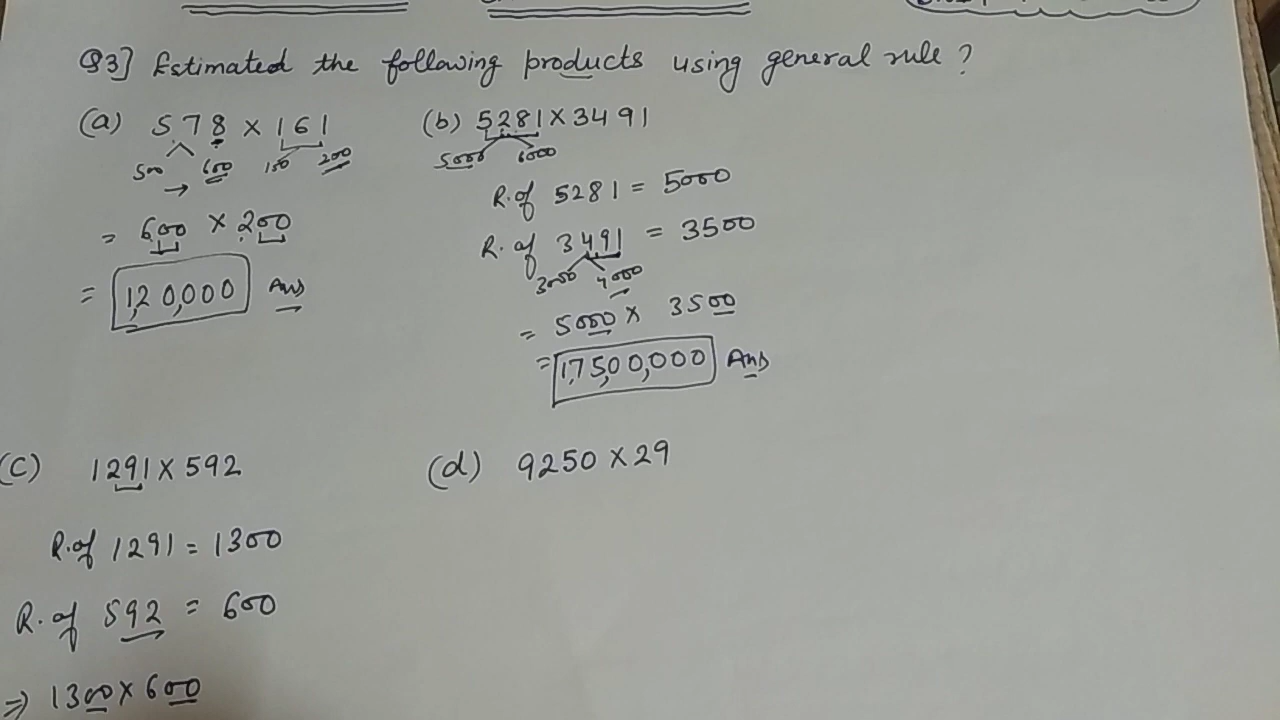 Q3] Estimated the following products using general rule ?
(a) 578 × 161
500 → 600 100 200
= 600 × 200
= 1,20,000 Ans
(b) 5281 × 3491
5000 6000
R. of 5281 = 5000
R. of 3491 = 3500
3000 4000
= 5000 × 3500
= 1,75,00,000 Ans
(C) 1291 × 592
R. of 1291 = 1300
R. of 592 = 600
⇒ 1300 × 600
(d) 9250 × 29